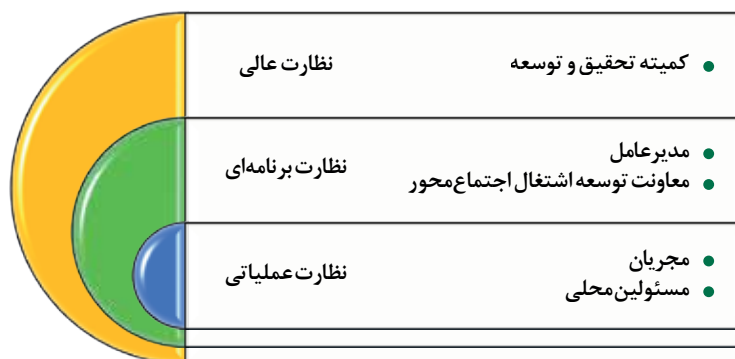 کمیته تحقیق و توسعه
نظارت عالی
مدیرعامل
معاونت توسعه اشتغال اجتماع‌محور
نظارت برنامه‌ای
مجریان
مسئولین محلی
نظارت عملیاتی